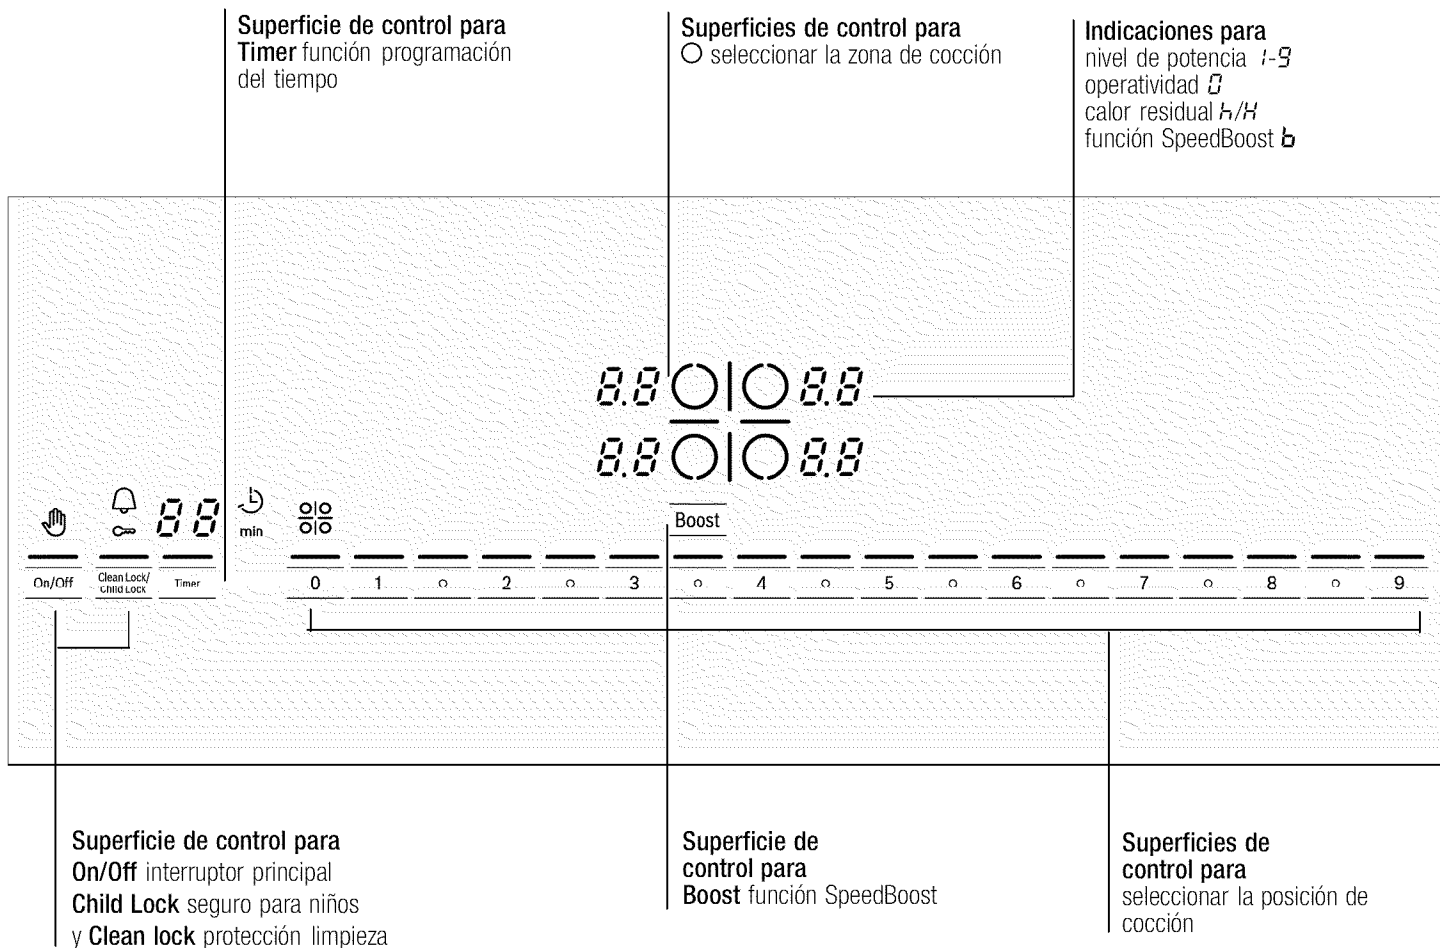 Superficie de control para
Timer función programación
del tiempo
Superficies de control para
○ seleccionar la zona de cocción
Indicaciones para
nivel de potencia 1-9
operatividad 0
calor residual h/H
función SpeedBoost b
8.8 8.8
8.8 8.8
88
min
Boost
On/Off
Clean Lock/
Child Lock
Timer
0 1 o 2 o 3 o 4 o 5 o 6 o 7 o 8 o 9
Superficie de control para
On/Off interruptor principal
Child Lock seguro para niños
y Clean lock protección limpieza
Superficie de
control para
Boost función SpeedBoost
Superficies de
control para
seleccionar la posición de
cocción